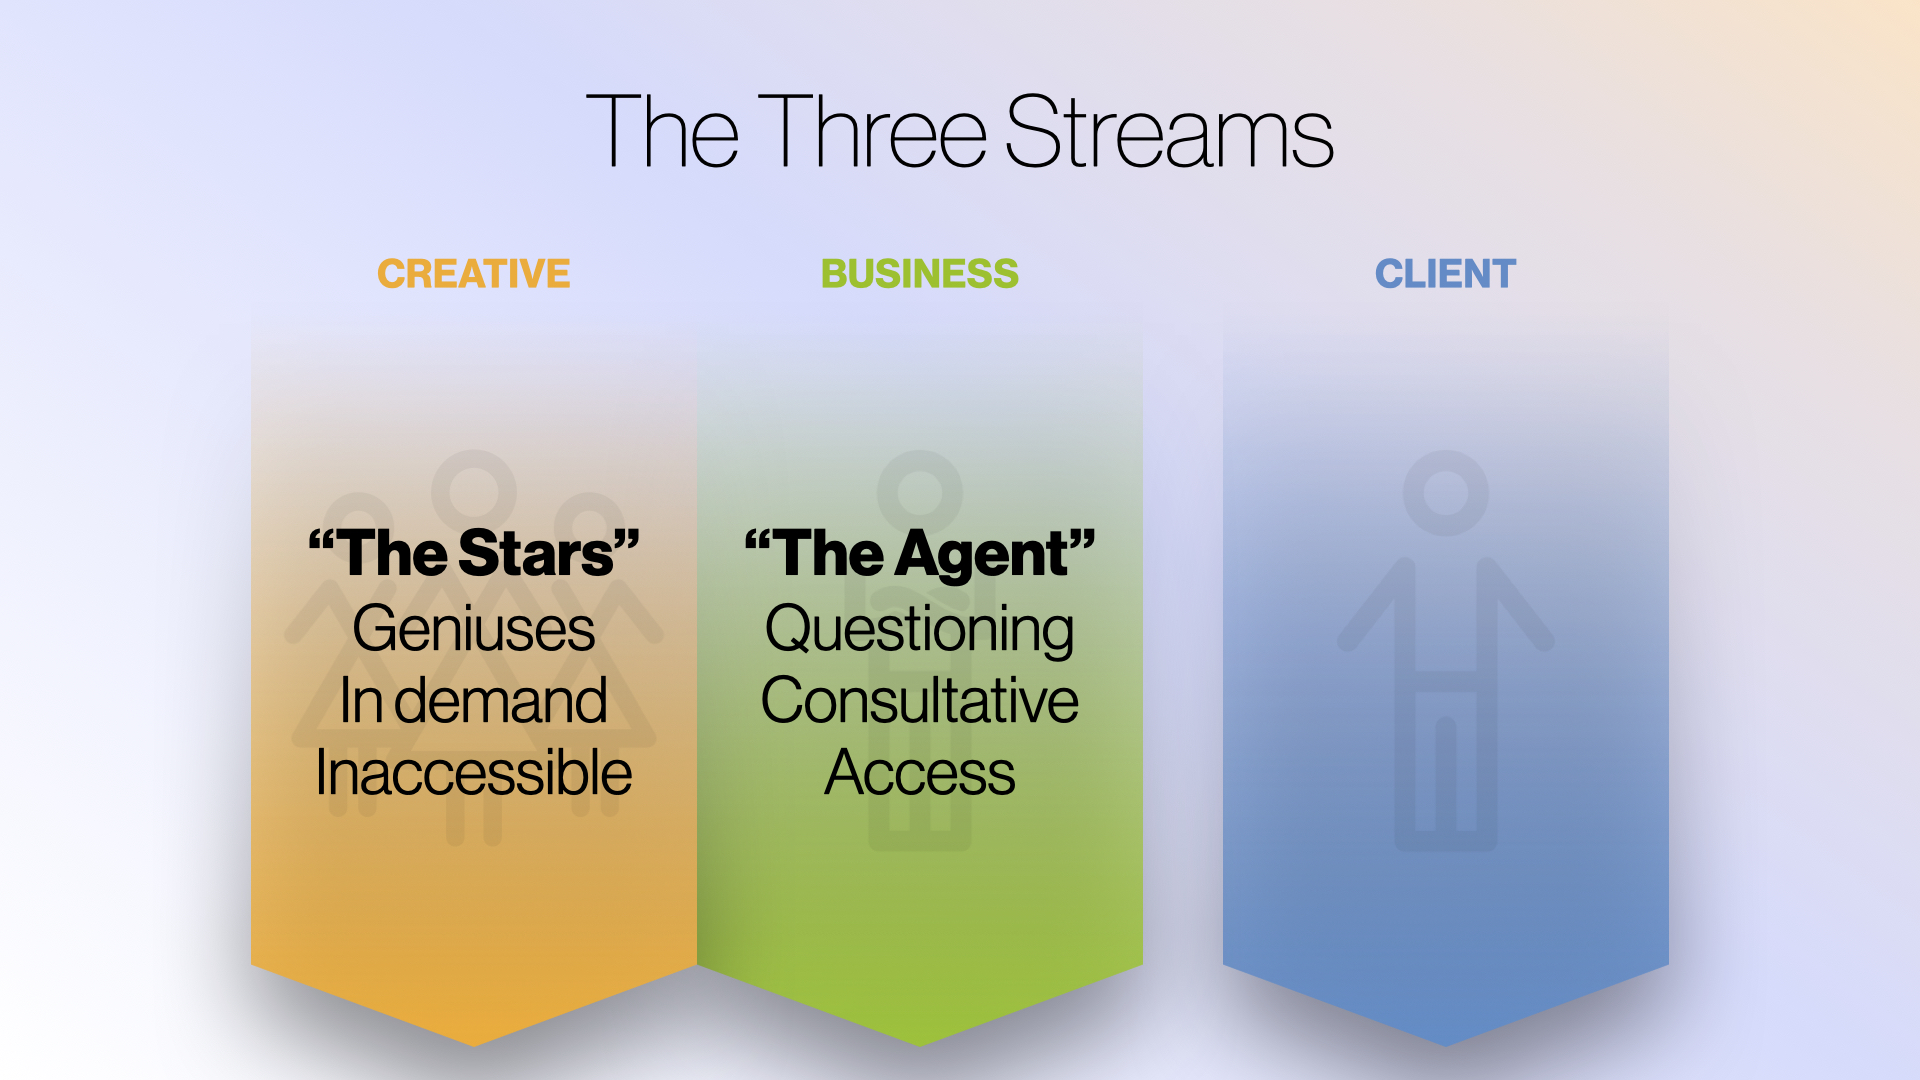 The Three Streams
CREATIVE
“The Stars”
Geniuses
In demand
Inaccessible
BUSINESS
“The Agent”
Questioning
Consultative
Access
CLIENT